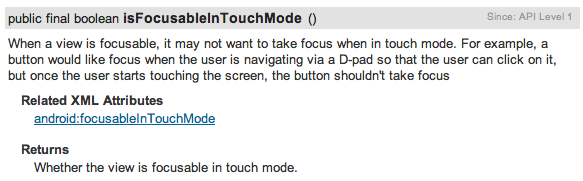 public final boolean isFocusableInTouchMode () Since: API Level 1
When a view is focusable, it may not want to take focus when in touch mode. For example, a
button would like focus when the user is navigating via a D-pad so that the user can click on it,
but once the user starts touching the screen, the button shouldn't take focus
Related XML Attributes
android:focusableInTouchMode
Returns
Whether the view is focusable in touch mode.